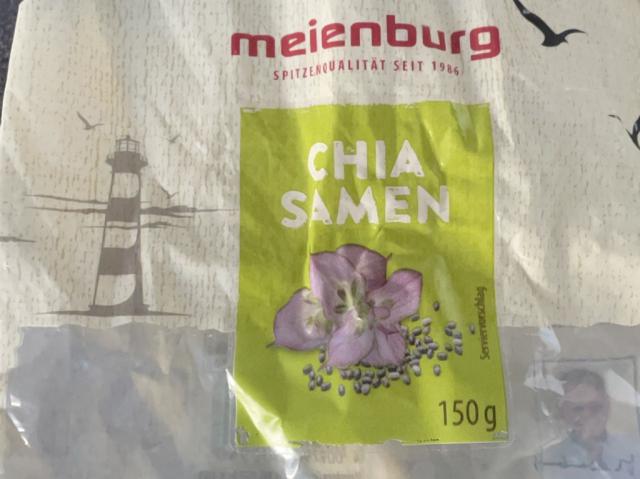 meienburg
SPITZENQUALITÄT SEIT 1986
CHIA
SAMEN
Serviervorschlag
150 g